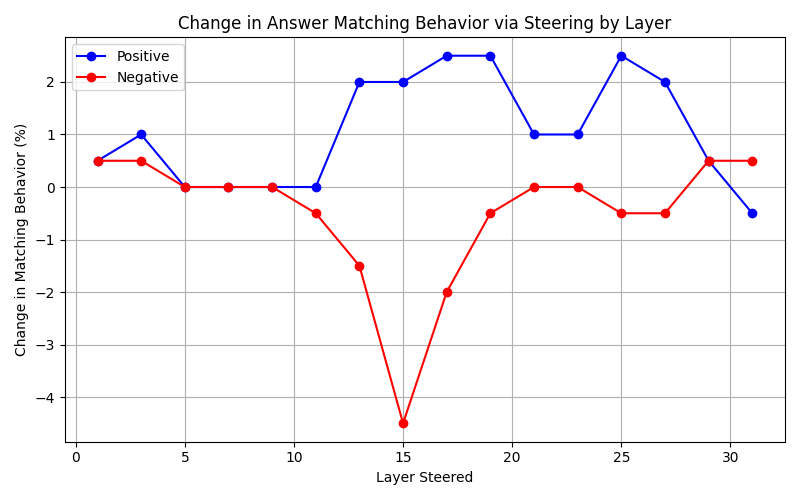 Change in Answer Matching Behavior via Steering by Layer
Positive
Negative
Change in Matching Behavior (%)
2
1
0
−1
−2
−3
−4
0 5 10 15 20 25 30
Layer Steered